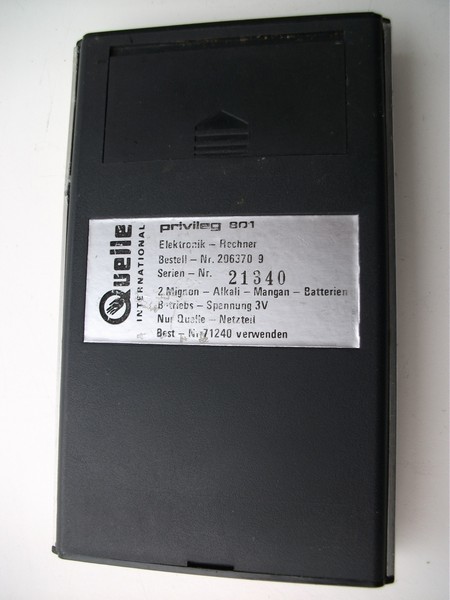 Quelle
INTERNATIONAL
privileg 801
Elektronik - Rechner
Bestell - Nr. 206370 9
Serien - Nr. 21340
2 Mignon - Alkali - Mangan - Batterien
Betriebs - Spannung 3V
Nur Quelle - Netzteil
Best - Nr. 71240 verwenden